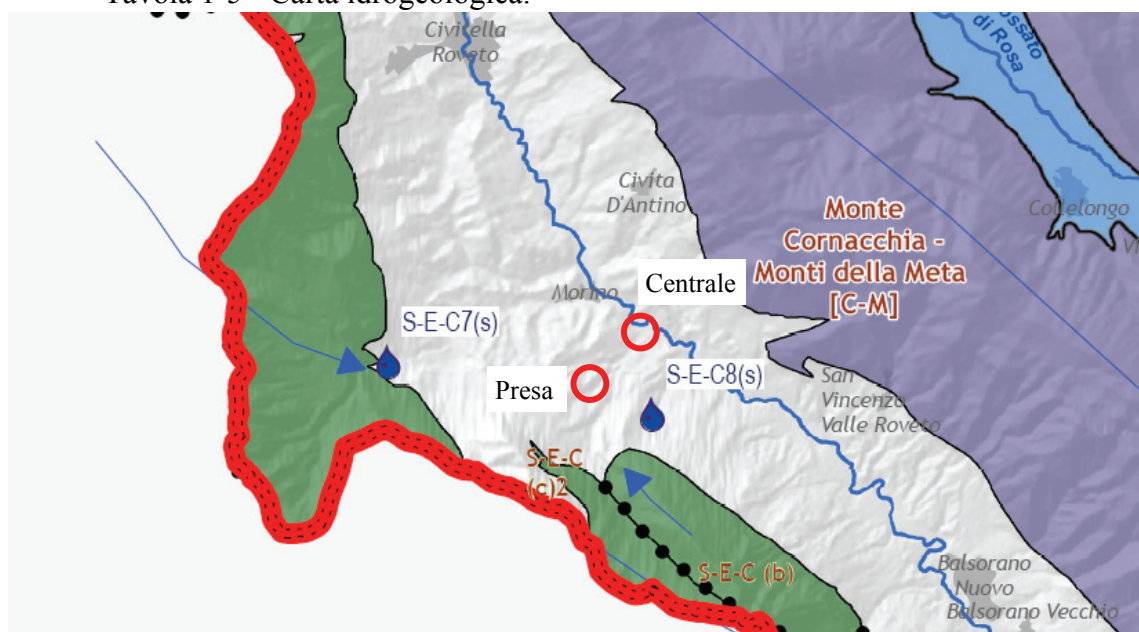 Tavola 1-5 - Carta idrogeologica.
Civitella
Roveto
Fossato
di Rosa
Civita
D'Antino
Collelongo
Monte
Cornacchia -
Monti della Meta
[C-M]
Centrale
Morino
S-E-C7(s)
S-E-C8(s)
Presa
San
Vincenzo
Valle Roveto
S-E-C
(c)2
S-E-C (b)
Balsorano
Nuovo
Balsorano Vecchio